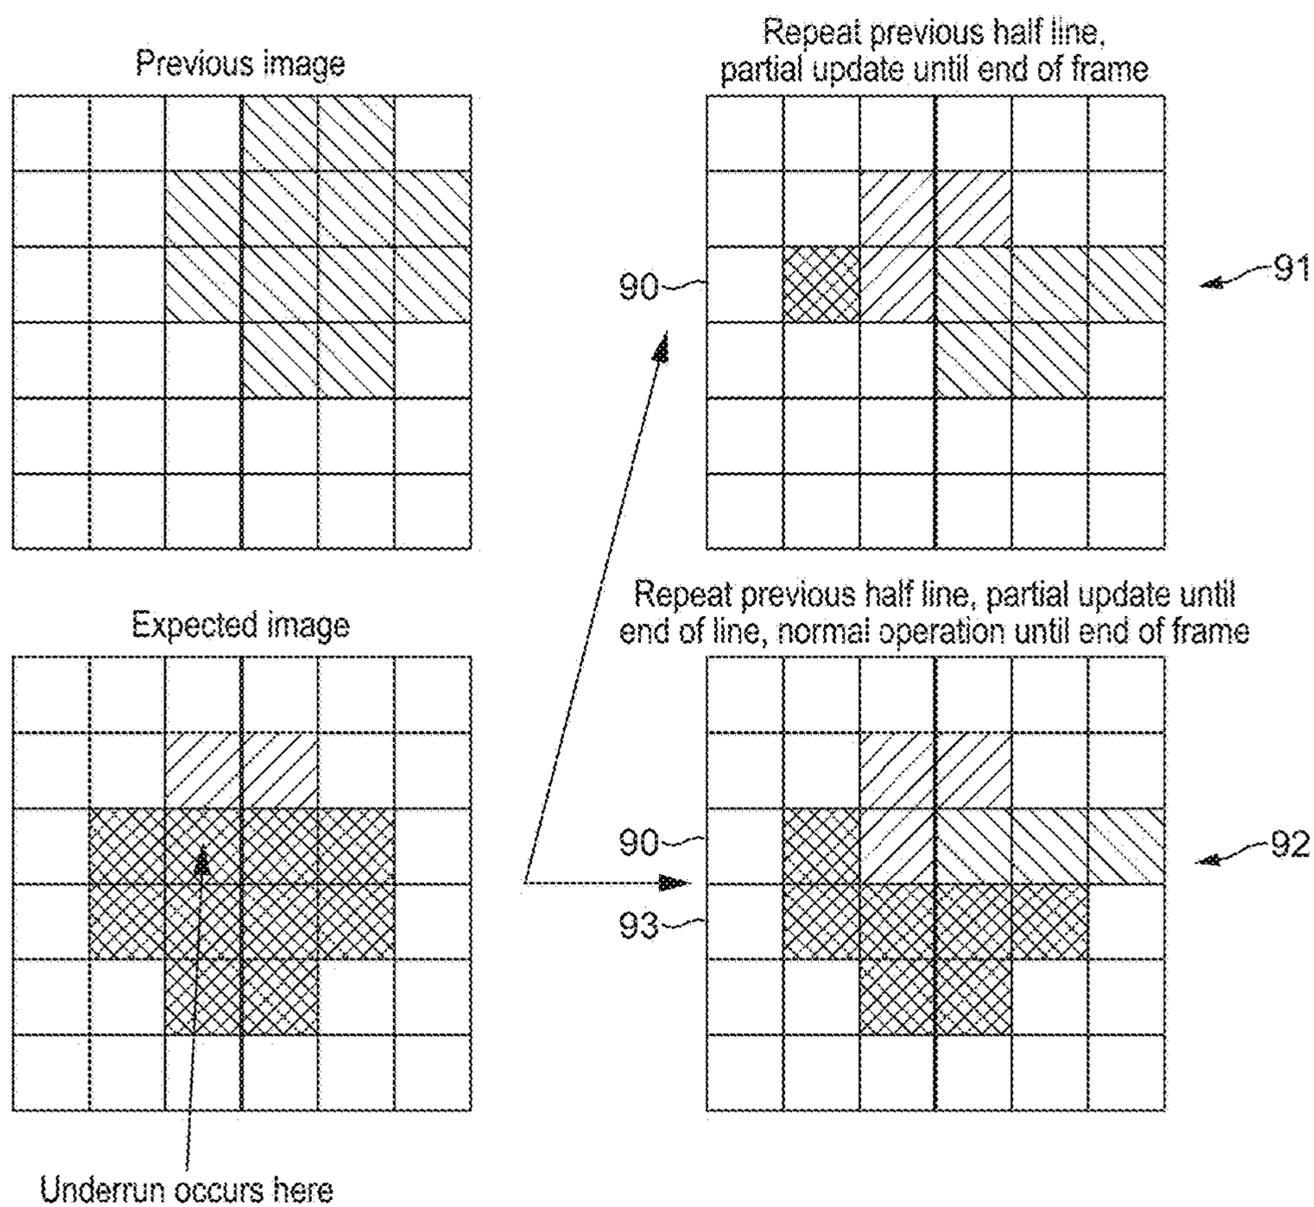 Previous image
Repeat previous half line,
partial update until end of frame
90
91
Expected image
Repeat previous half line, partial update until
end of line, normal operation until end of frame
90
92
93
Underrun occurs here